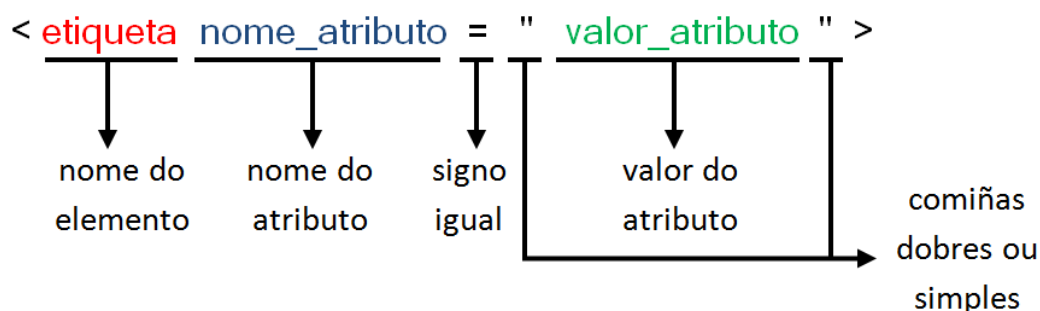 < etiqueta nome_atributo = " valor_atributo " >
nome do
elemento
nome do
atributo
signo
igual
valor do
atributo
comiñas
dobres ou
simples